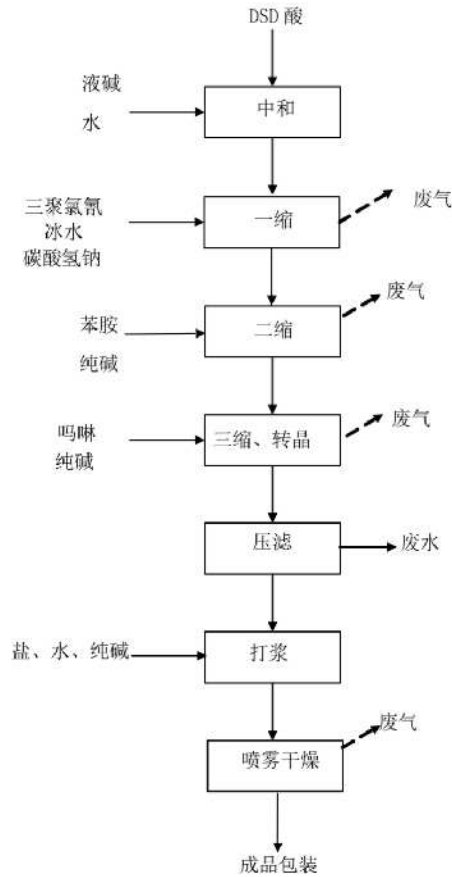 DSD 酸
液碱
水
中和
三聚氯氰
冰水
碳酸氢钠
一缩
废气
苯胺
纯碱
二缩
废气
吗啉
纯碱
三缩、转晶
废气
压滤
废水
盐、水、纯碱
打浆
喷雾干燥
废气
成品包装